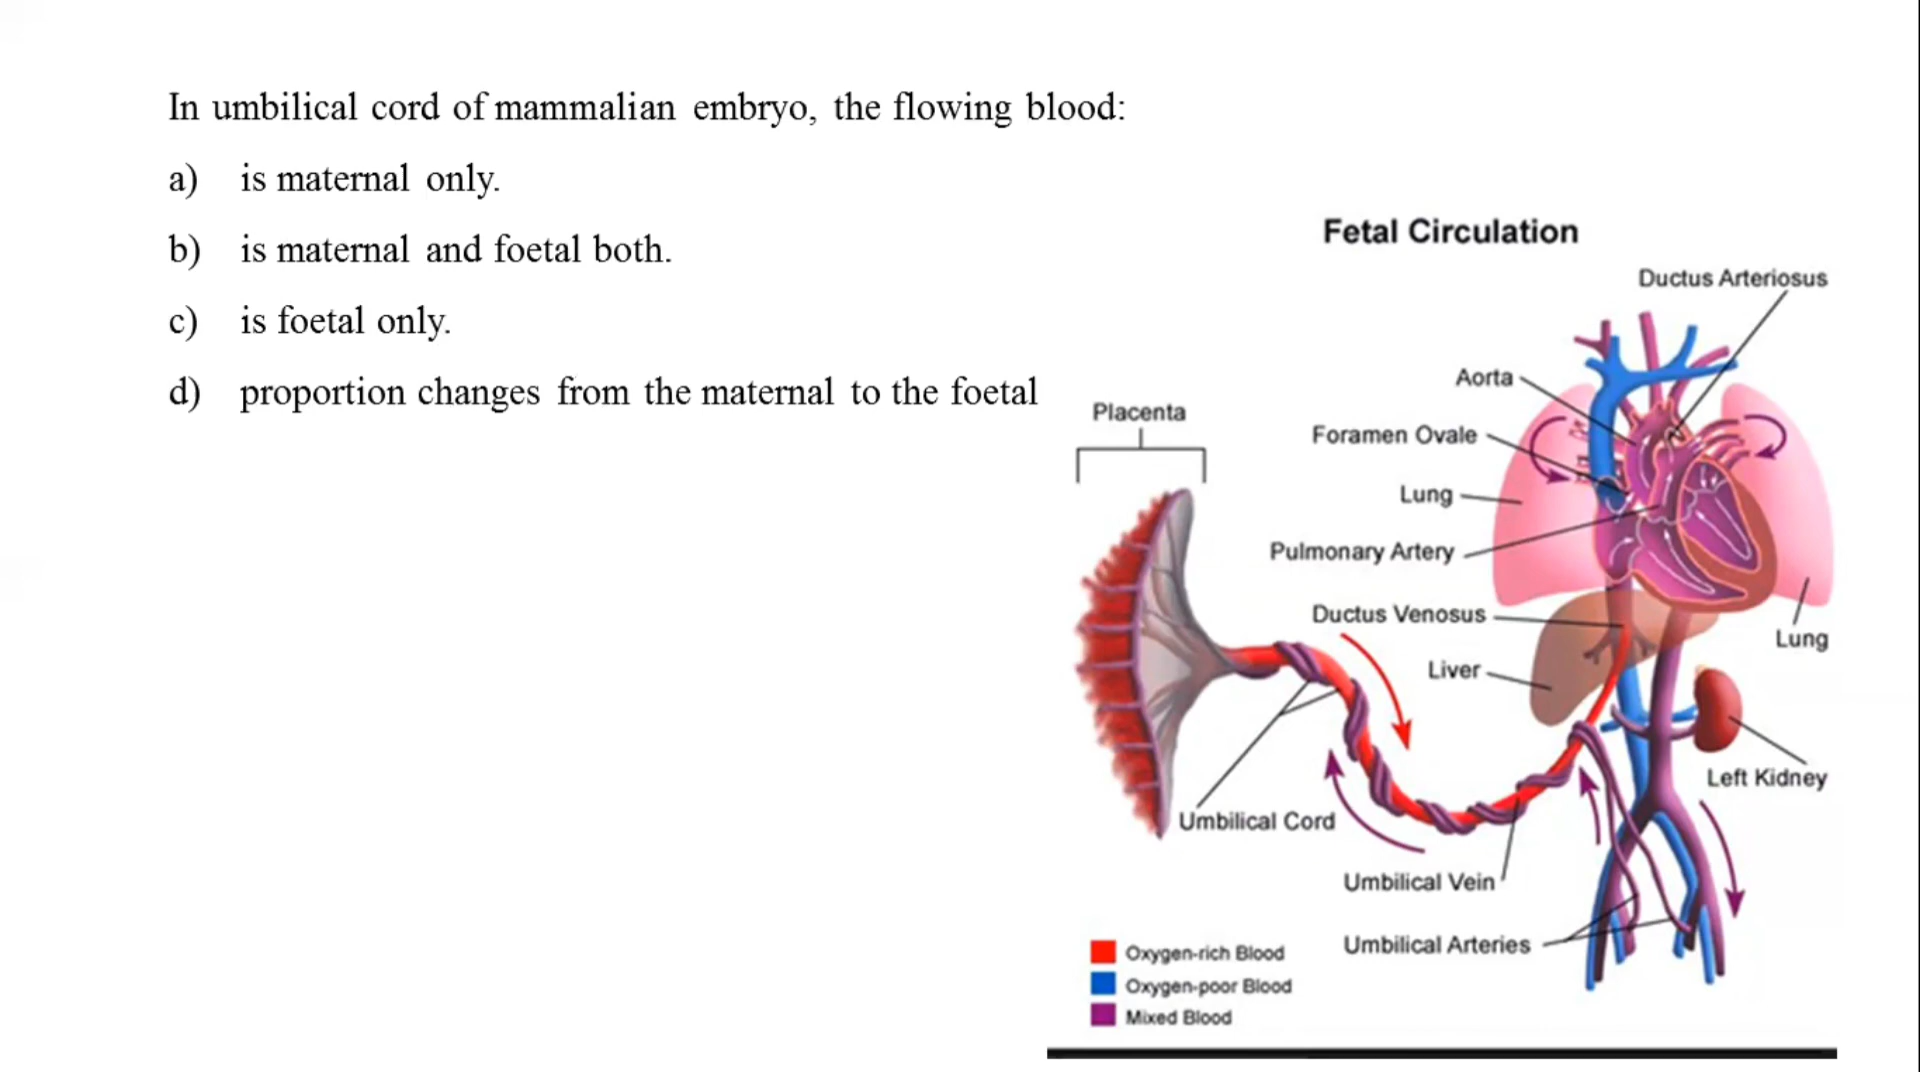 In umbilical cord of mammalian embryo, the flowing blood:
a) is maternal only.
b) is maternal and foetal both.
c) is foetal only.
d) proportion changes from the maternal to the foetal
Fetal Circulation
Ductus Arteriosus
Aorta
Placenta
Foramen Ovale
Lung
Pulmonary Artery
Ductus Venosus
Lung
Liver
Left Kidney
Umbilical Cord
Umbilical Vein
Umbilical Arteries
Oxygen-rich Blood
Oxygen-poor Blood
Mixed Blood